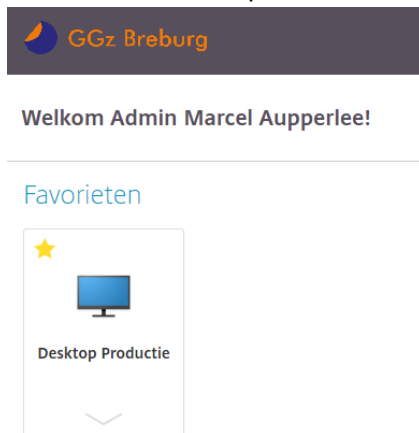 GGz Breburg
Welkom Admin Marcel Aupperlee!
Favorieten
Desktop Productie